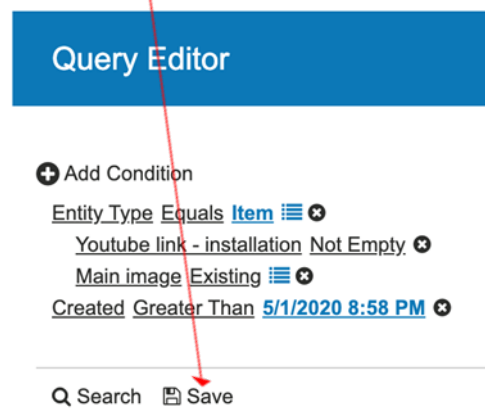 Query Editor
Add Condition
Entity Type Equals Item
Youtube link - installation Not Empty
Main image Existing
Created Greater Than 5/1/2020 8:58 PM
Search Save